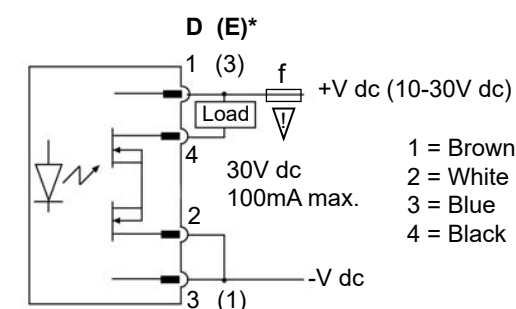 D (E)*
1 (3)
f
+V dc (10-30V dc)
Load
!
4
30V dc
100mA max.
1 = Brown
2 = White
3 = Blue
4 = Black
2
-V dc
3 (1)